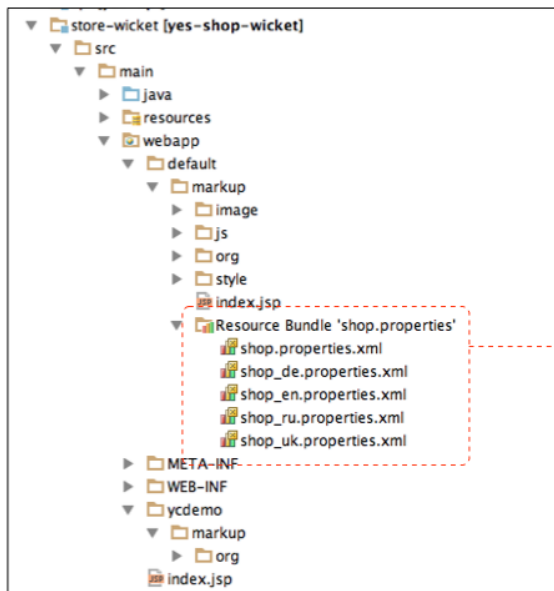 store-wicket [yes-shop-wicket]
src
main
java
resources
webapp
default
markup
image
js
org
style
index.jsp
Resource Bundle 'shop.properties'
shop.properties.xml
shop_de.properties.xml
shop_en.properties.xml
shop_ru.properties.xml
shop_uk.properties.xml
META-INF
WEB-INF
ycdemo
markup
org
index.jsp